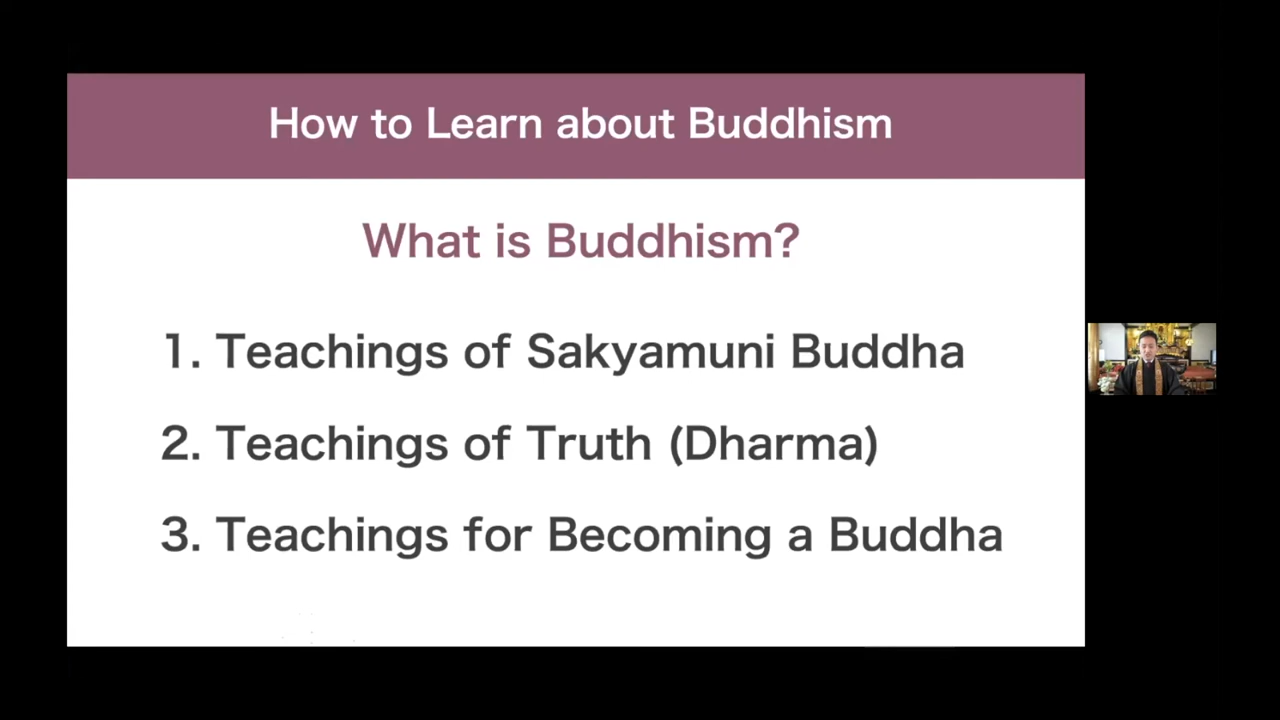 How to Learn about Buddhism
What is Buddhism?
1. Teachings of Sakyamuni Buddha
2. Teachings of Truth (Dharma)
3. Teachings for Becoming a Buddha